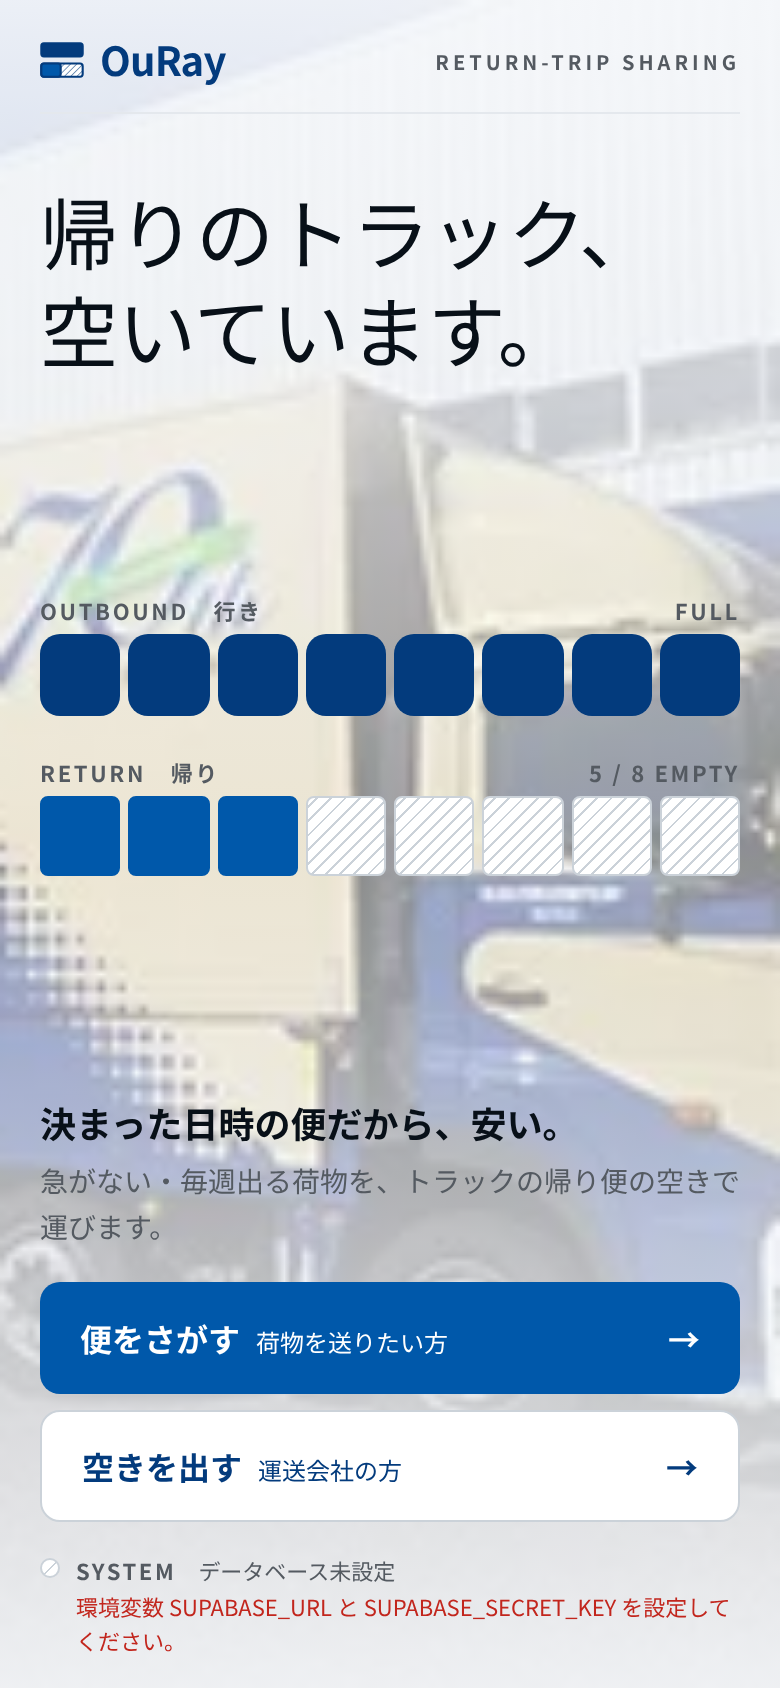 OuRay
RETURN-TRIP SHARING
帰りのトラック、
空いています。
OUTBOUND 行き
FULL
RETURN 帰り
5 / 8 EMPTY
決まった日時の便だから、安い。
急がない・毎週出る荷物を、トラックの帰り便の空きで
運びます。
便をさがす 荷物を送りたい方 →
空きを出す 運送会社の方 →
SYSTEM データベース未設定
環境変数 SUPABASE_URL と SUPABASE_SECRET_KEY を設定して
ください。